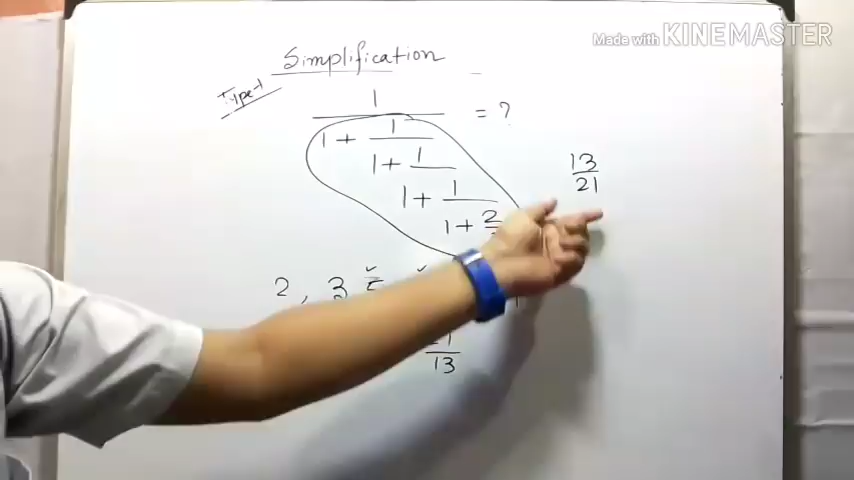 Made with KINEMASTER
Simplification
Type-1
1
1 + 1 = ?
1 + 1
1 + 1
1 + 2
13
21
2 , 3 5
13